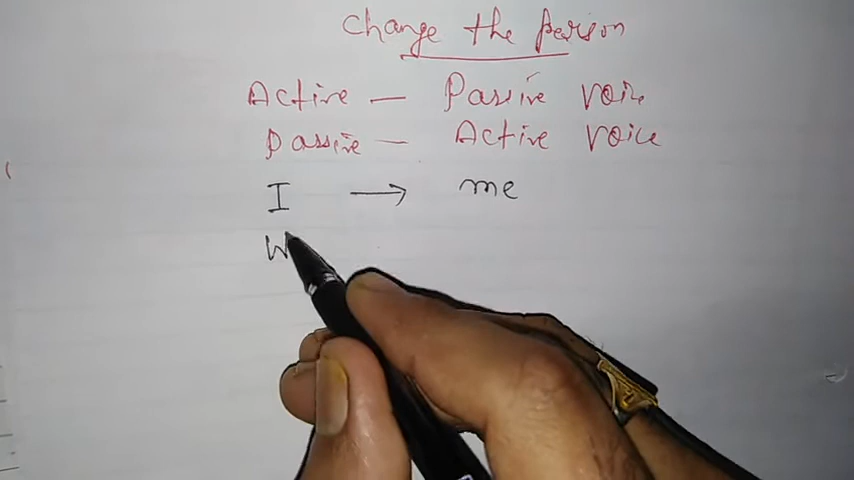 Change the person
Active — Passive Voice
Passive — Active Voice
I → me
W